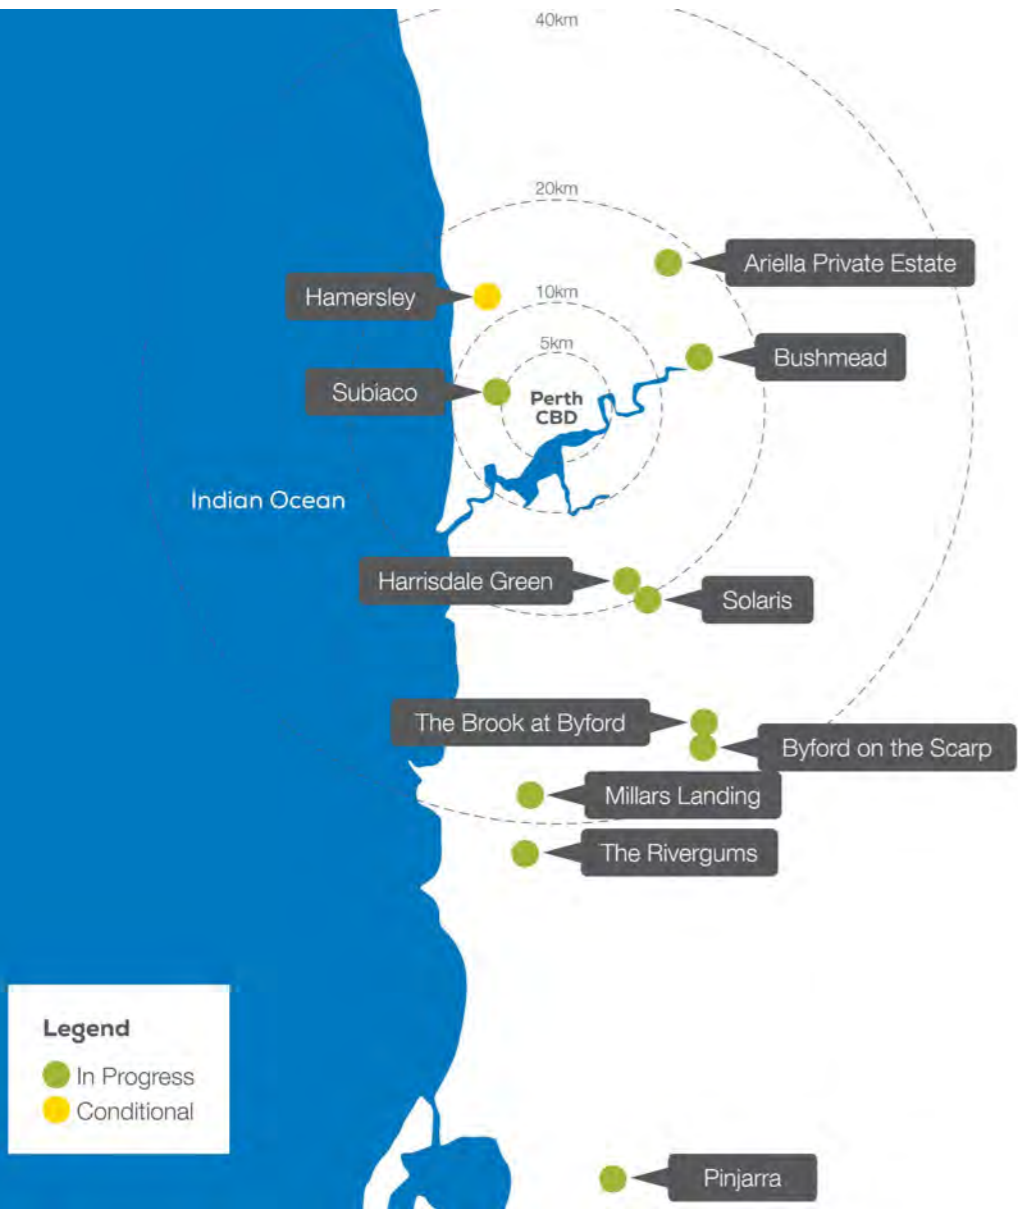 40km
20km
Ariella Private Estate
Hamersley
10km
5km
Bushmead
Subiaco
Perth
CBD
Indian Ocean
Harrisdale Green
Solaris
The Brook at Byford
Byford on the Scarp
Millars Landing
The Rivergums
Legend
In Progress
Conditional
Pinjarra